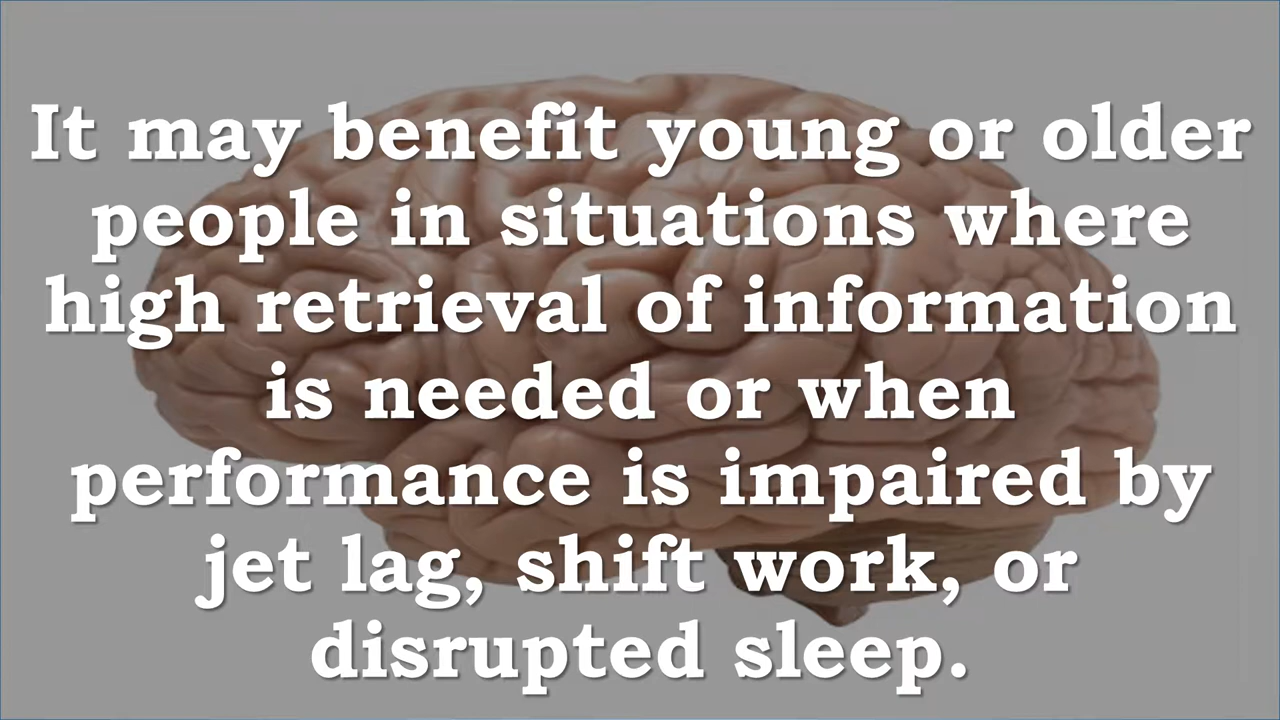 It may benefit young or older
people in situations where
high retrieval of information
is needed or when
performance is impaired by
jet lag, shift work, or
disrupted sleep.